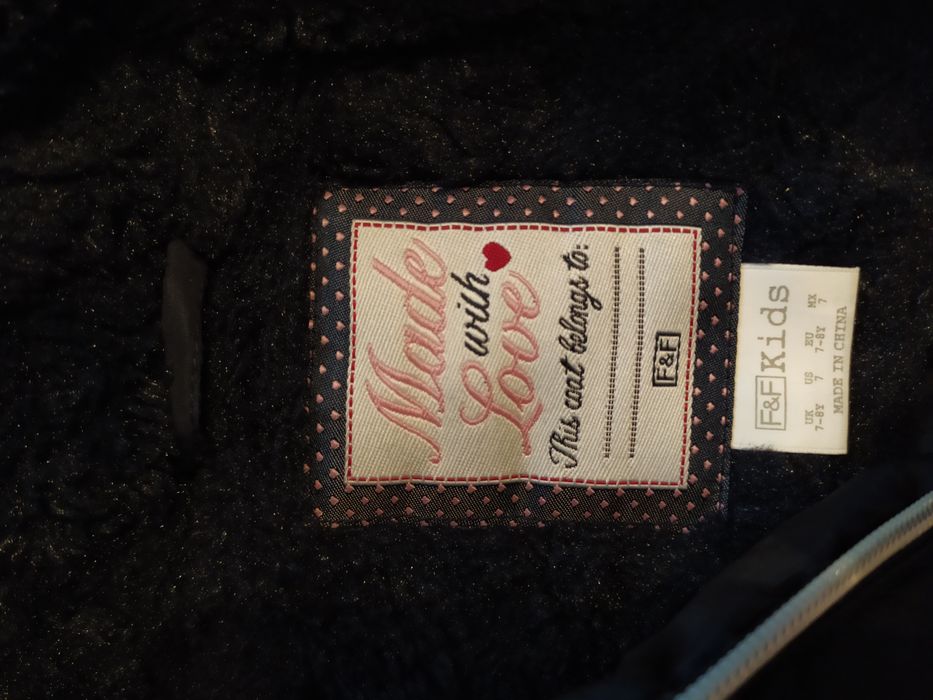 Made
with
Love
This coat belongs to:
F&F
F&F Kids
UK US EU MX
7-8Y 7 7-8Y 7
MADE IN CHINA